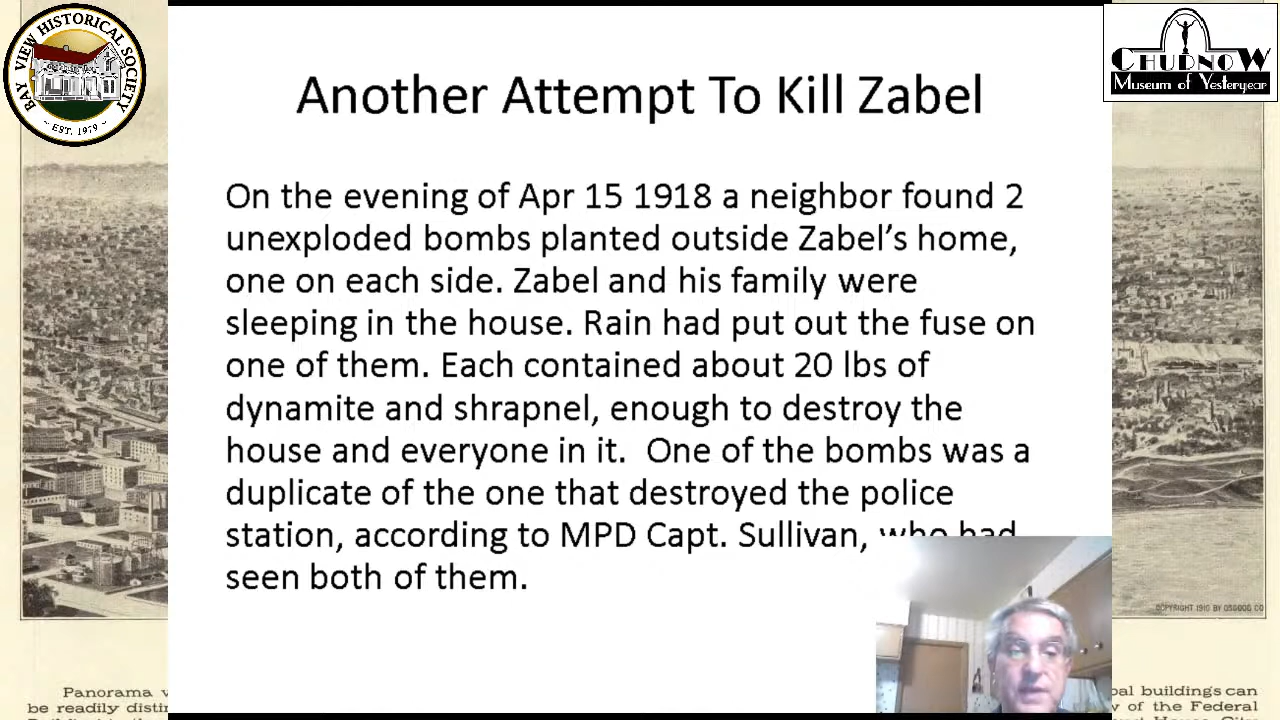 BAY VIEW HISTORICAL SOCIETY
~ EST. 1979 ~
CHUDNOW
Museum of Yesteryear
Another Attempt To Kill Zabel
On the evening of Apr 15 1918 a neighbor found 2
unexploded bombs planted outside Zabel's home,
one on each side. Zabel and his family were
sleeping in the house. Rain had put out the fuse on
one of them. Each contained about 20 lbs of
dynamite and shrapnel, enough to destroy the
house and everyone in it. One of the bombs was a
duplicate of the one that destroyed the police
station, according to MPD Capt. Sullivan, who had
seen both of them.
COPYRIGHT 1910 BY OSGOOD CO
Panorama
be readily
buildings can
of the Federal